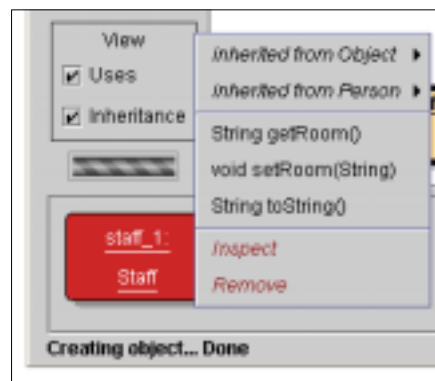 View
Uses
Inheritance
inherited from Object
inherited from Person
String getRoom()
void setRoom(String)
String toString()
Inspect
Remove
staff_1:
Staff
Creating object... Done